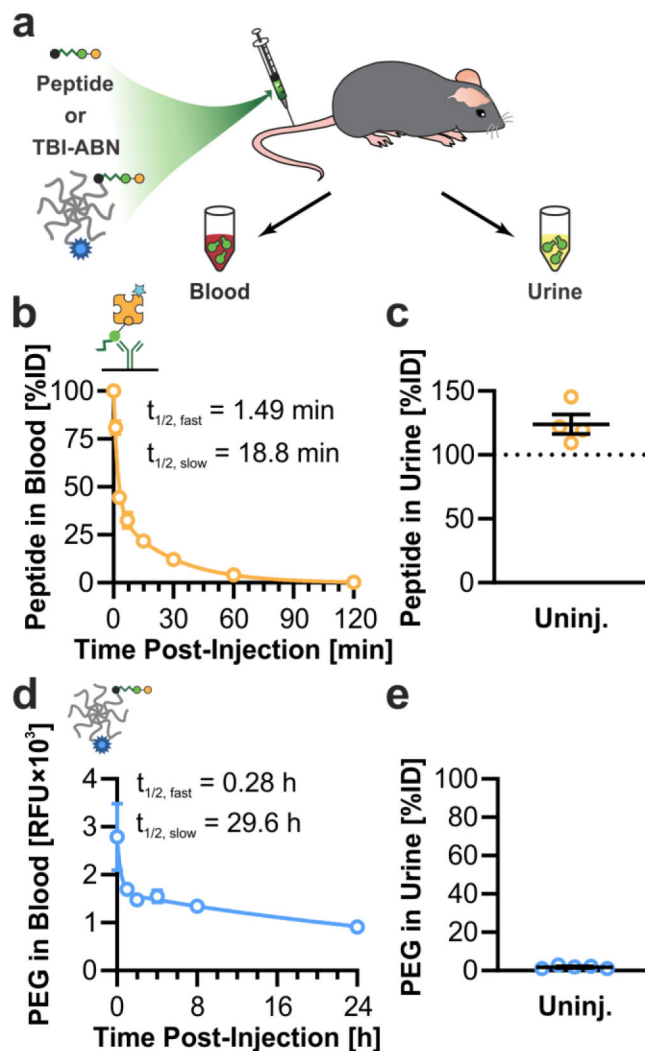 a
Peptide
or
TBI-ABN
Blood
Urine
b
Peptide in Blood [%ID]
100
75
50
25
0
t1/2, fast = 1.49 min
t1/2, slow = 18.8 min
0 30 60 90 120
Time Post-Injection [min]
c
Peptide in Urine [%ID]
150
100
50
0
Uninj.
d
PEG in Blood [RFU×10³]
4
3
2
1
0
t1/2, fast = 0.28 h
t1/2, slow = 29.6 h
0 8 16 24
Time Post-Injection [h]
e
PEG in Urine [%ID]
100
80
60
40
20
0
Uninj.